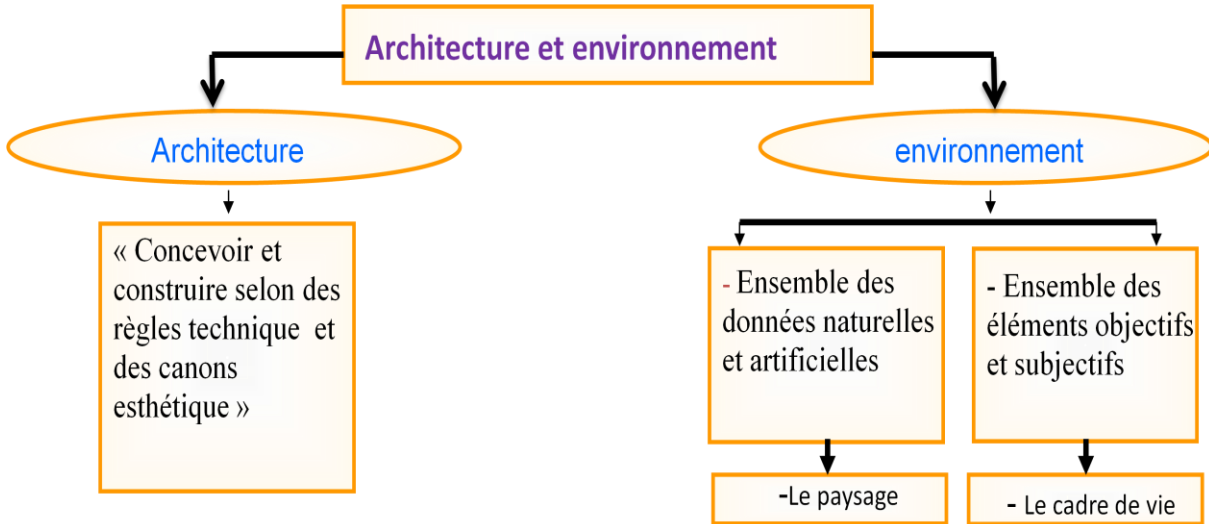 Architecture et environnement
Architecture
environnement
« Concevoir et
construire selon des
règles technique et
des canons
esthétique »
- Ensemble des
données naturelles
et artificielles
- Ensemble des
éléments objectifs
et subjectifs
-Le paysage
- Le cadre de vie